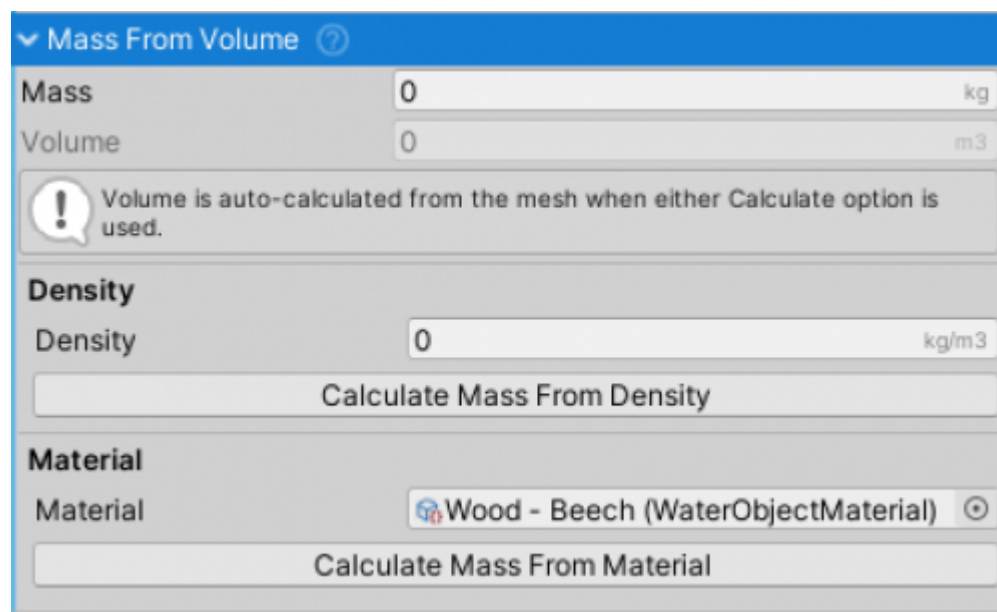 Mass From Volume ?
Mass 0 kg
Volume 0 m3
! Volume is auto-calculated from the mesh when either Calculate option is
used.
Density
Density 0 kg/m3
Calculate Mass From Density
Material
Material Wood - Beech (WaterObjectMaterial)
Calculate Mass From Material